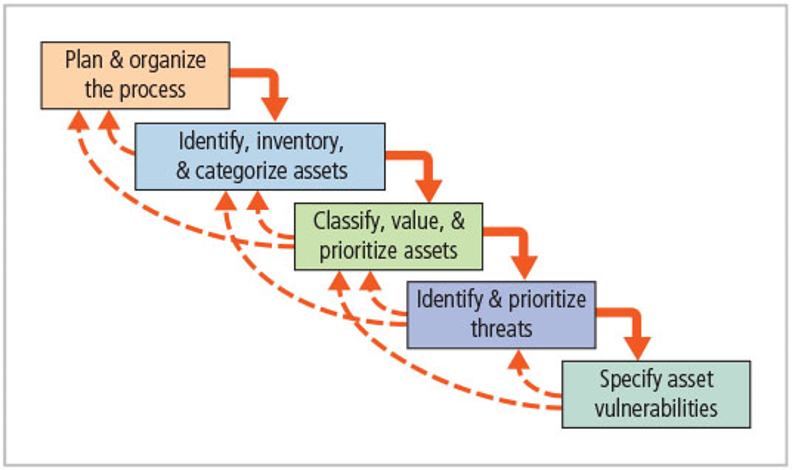 Plan & organize
the process
Identify, inventory,
& categorize assets
Classify, value, &
prioritize assets
Identify & prioritize
threats
Specify asset
vulnerabilities